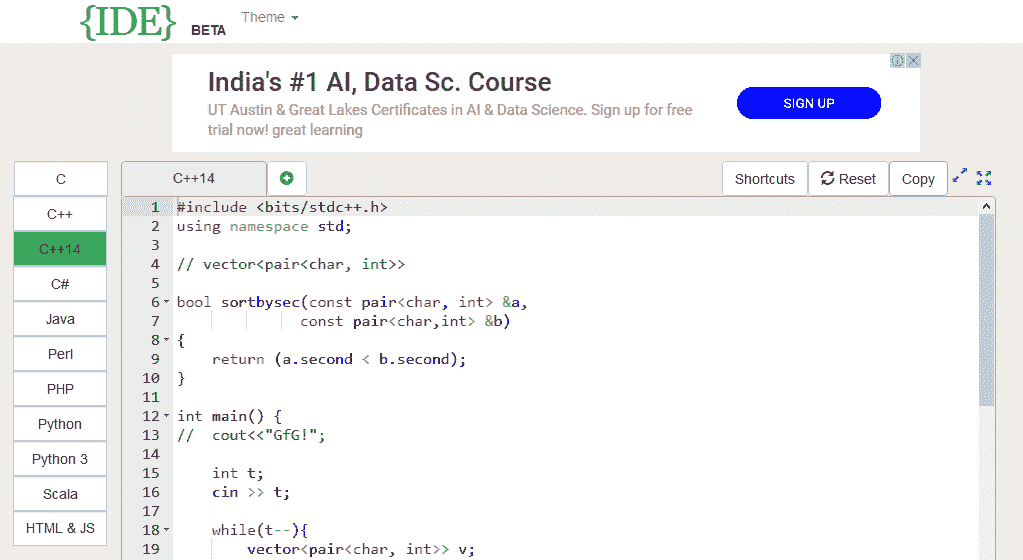 {IDE} BETA Theme
India's #1 AI, Data Sc. Course
UT Austin & Great Lakes Certificates in AI & Data Science. Sign up for free
trial now! great learning
SIGN UP
C
C++
C++14
C#
Java
Perl
PHP
Python
Python 3
Scala
HTML & JS
C++14
Shortcuts Reset Copy
1 #include <bits/stdc++.h>
2 using namespace std;
3
4 // vector<pair<char, int>>
5
6 bool sortbysec(const pair<char, int> &a,
7 const pair<char,int> &b)
8 {
9 return (a.second < b.second);
10 }
11
12 int main() {
13 // cout<<"GfG!";
14
15 int t;
16 cin >> t;
17
18 while(t--){
19 vector<pair<char, int>> v;